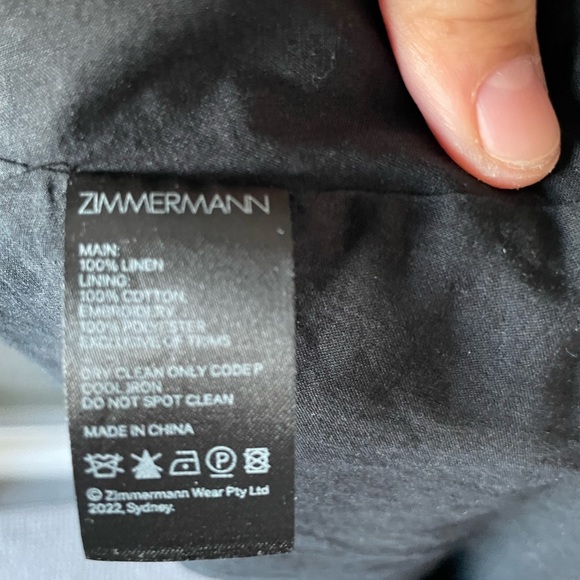 ZIMMERMANN
MAIN:
100% LINEN
LINING:
100% COTTON
EMBROIDERY
100% POLYESTER
EXCLUSIVE OF TRIMS
DRY CLEAN ONLY CODE P
COOL IRON
DO NOT SPOT CLEAN
MADE IN CHINA
P
© Zimmermann Wear Pty Ltd
2022, Sydney.